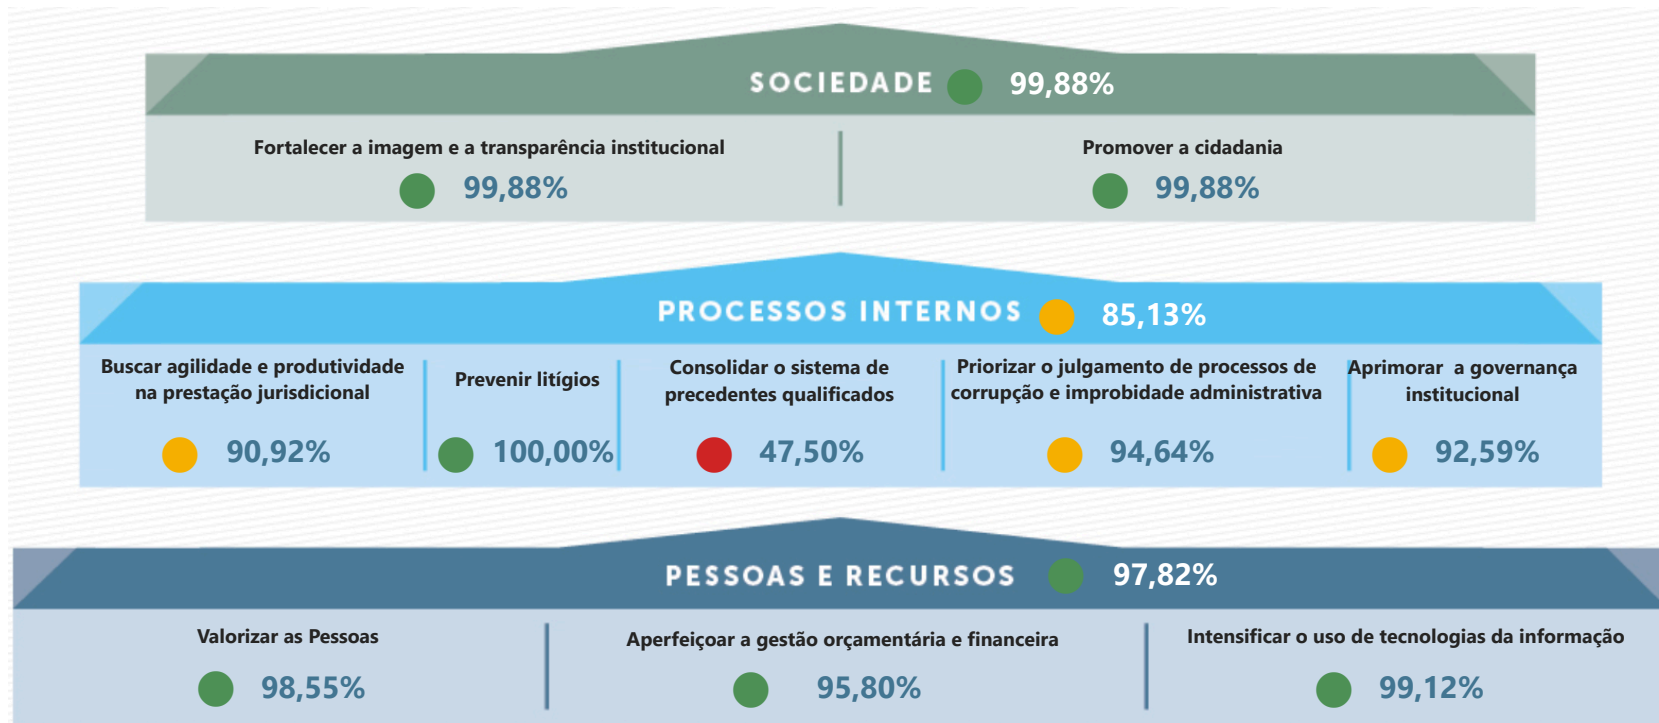 SOCIEDADE 99,88%
Fortalecer a imagem e a transparência institucional
99,88%
Promover a cidadania
99,88%
PROCESSOS INTERNOS 85,13%
Buscar agilidade e produtividade
na prestação jurisdicional
90,92%
Prevenir litígios
100,00%
Consolidar o sistema de
precedentes qualificados
47,50%
Priorizar o julgamento de processos de
corrupção e improbidade administrativa
94,64%
Aprimorar a governança
institucional
92,59%
PESSOAS E RECURSOS 97,82%
Valorizar as Pessoas
98,55%
Aperfeiçoar a gestão orçamentária e financeira
95,80%
Intensificar o uso de tecnologias da informação
99,12%